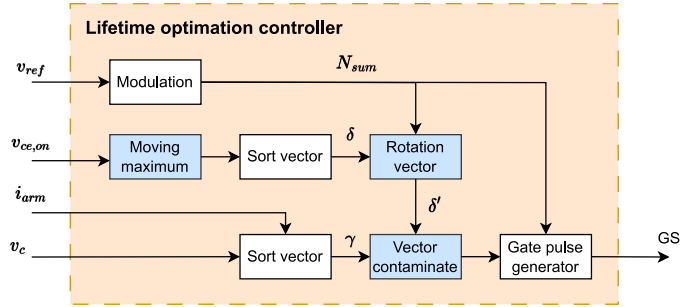 Lifetime optimation controller
v_ref
Modulation
N_sum
v_ce,on
Moving
maximum
Sort vector
δ
Rotation
vector
i_arm
δ′
v_c
Sort vector
γ
Vector
contaminate
Gate pulse
generator
GS